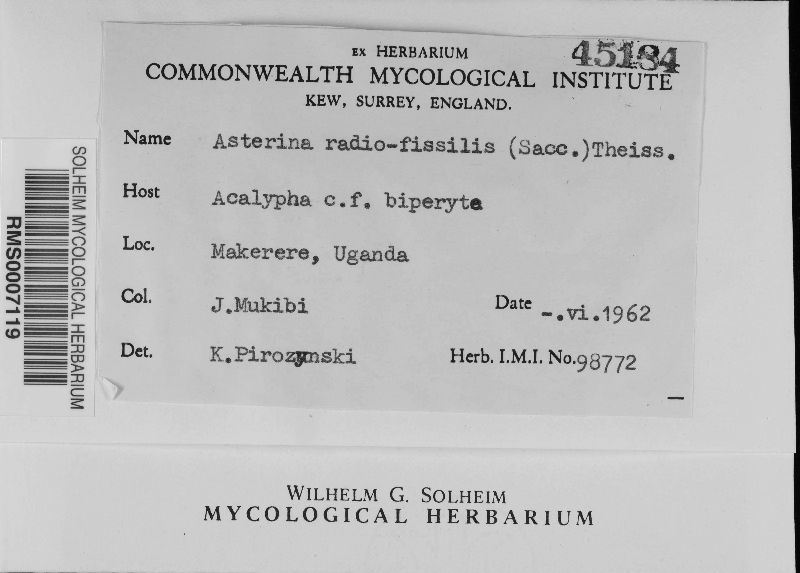 EX HERBARIUM 45184
COMMONWEALTH MYCOLOGICAL INSTITUTE
KEW, SURREY, ENGLAND.
Name Asterina radio-fissilis (Sacc.)Theiss.
Host Acalypha c.f. biperyta
Loc. Makerere, Uganda
Col. J.Mukibi Date -.vi.1962
Det. K.Pirozynski Herb. I.M.I. No.98772
SOLHEIM MYCOLOGICAL HERBARIUM
RMS0007119
WILHELM G. SOLHEIM
MYCOLOGICAL HERBARIUM